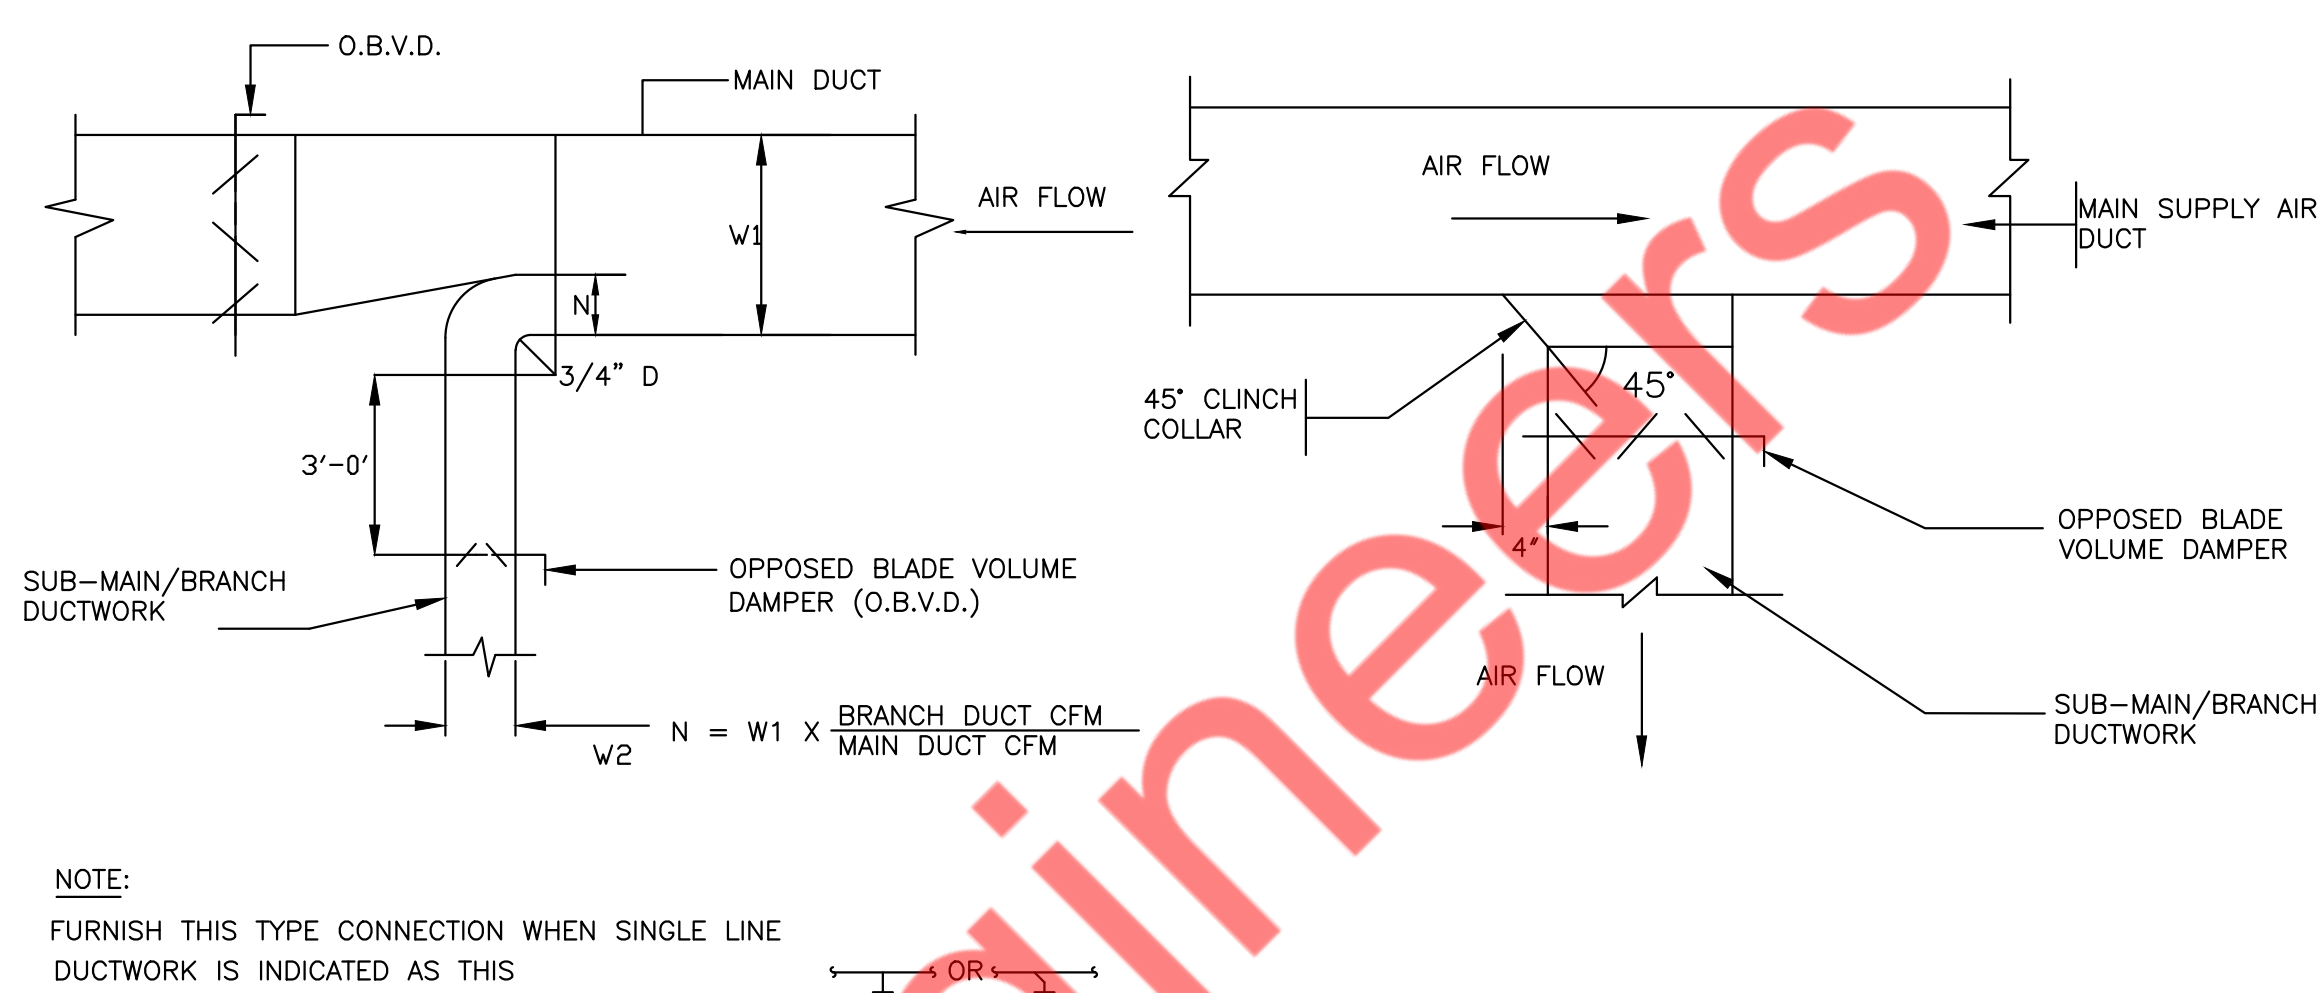 O.B.V.D.
MAIN DUCT
AIR FLOW
W1
N
3/4" D
3'-0'
SUB-MAIN/BRANCH
DUCTWORK
OPPOSED BLADE VOLUME
DAMPER (O.B.V.D.)
W2
N = W1 X BRANCH DUCT CFM
MAIN DUCT CFM
AIR FLOW
MAIN SUPPLY AIR
DUCT
45° CLINCH
COLLAR
45°
4"
OPPOSED BLADE
VOLUME DAMPER
AIR FLOW
SUB-MAIN/BRANCH
DUCTWORK
NOTE:
FURNISH THIS TYPE CONNECTION WHEN SINGLE LINE
DUCTWORK IS INDICATED AS THIS
OR
gineers